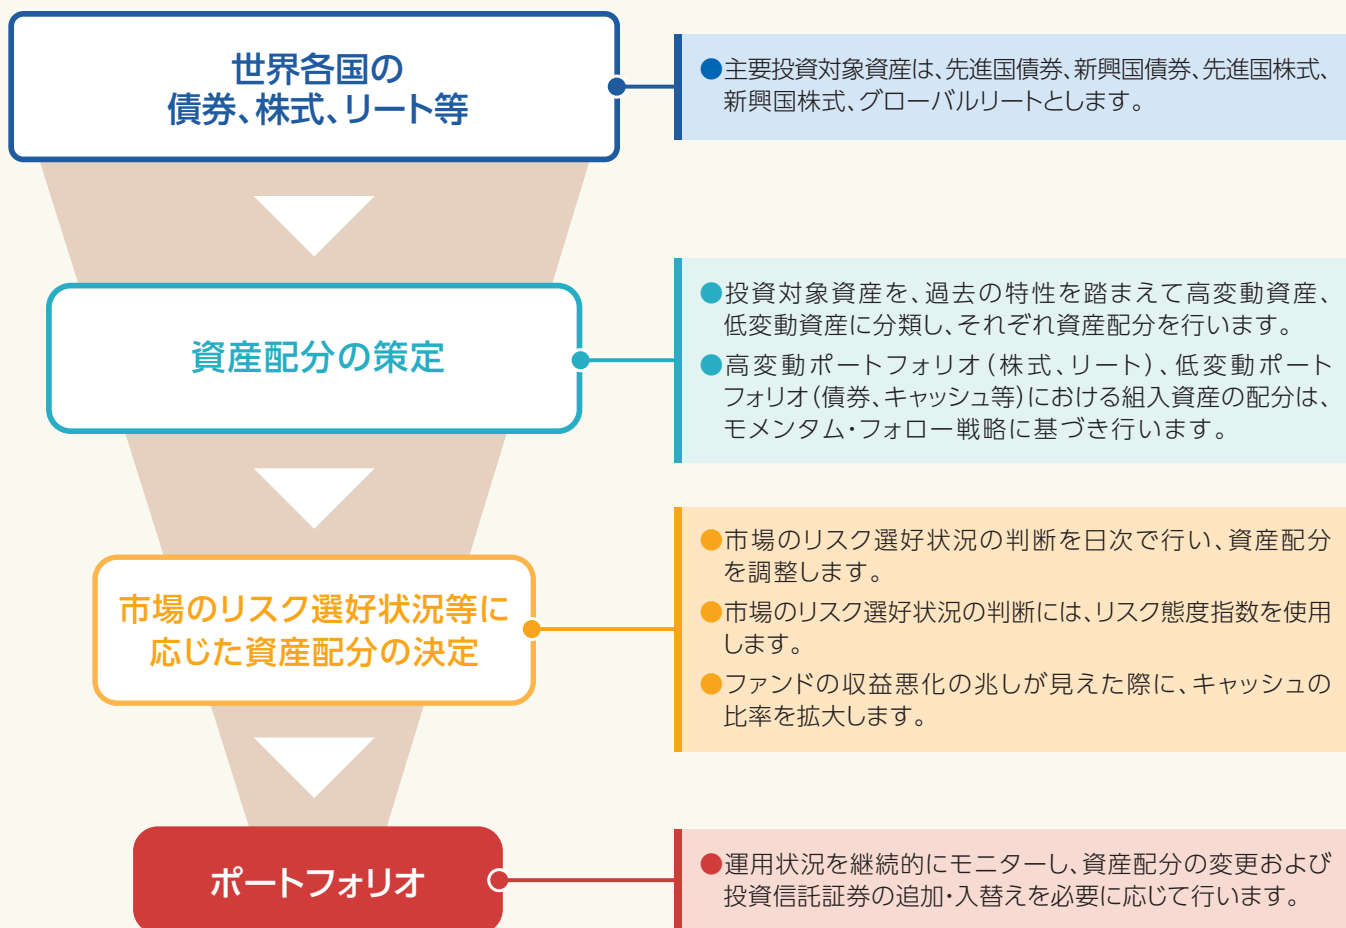 世界各国の
債券、株式、リート等
●主要投資対象資産は、先進国債券、新興国債券、先進国株式、
新興国株式、グローバルリートとします。
資産配分の策定
●投資対象資産を、過去の特性を踏まえて高変動資産、
低変動資産に分類し、それぞれ資産配分を行います。
●高変動ポートフォリオ(株式、リート)、低変動ポート
フォリオ(債券、キャッシュ等)における組入資産の配分は、
モメンタム・フォロー戦略に基づき行います。
市場のリスク選好状況等に
応じた資産配分の決定
●市場のリスク選好状況の判断を日次で行い、資産配分
を調整します。
●市場のリスク選好状況の判断には、リスク態度指数を使用
します。
●ファンドの収益悪化の兆しが見えた際に、キャッシュの
比率を拡大します。
ポートフォリオ
●運用状況を継続的にモニターし、資産配分の変更および
投資信託証券の追加・入替えを必要に応じて行います。